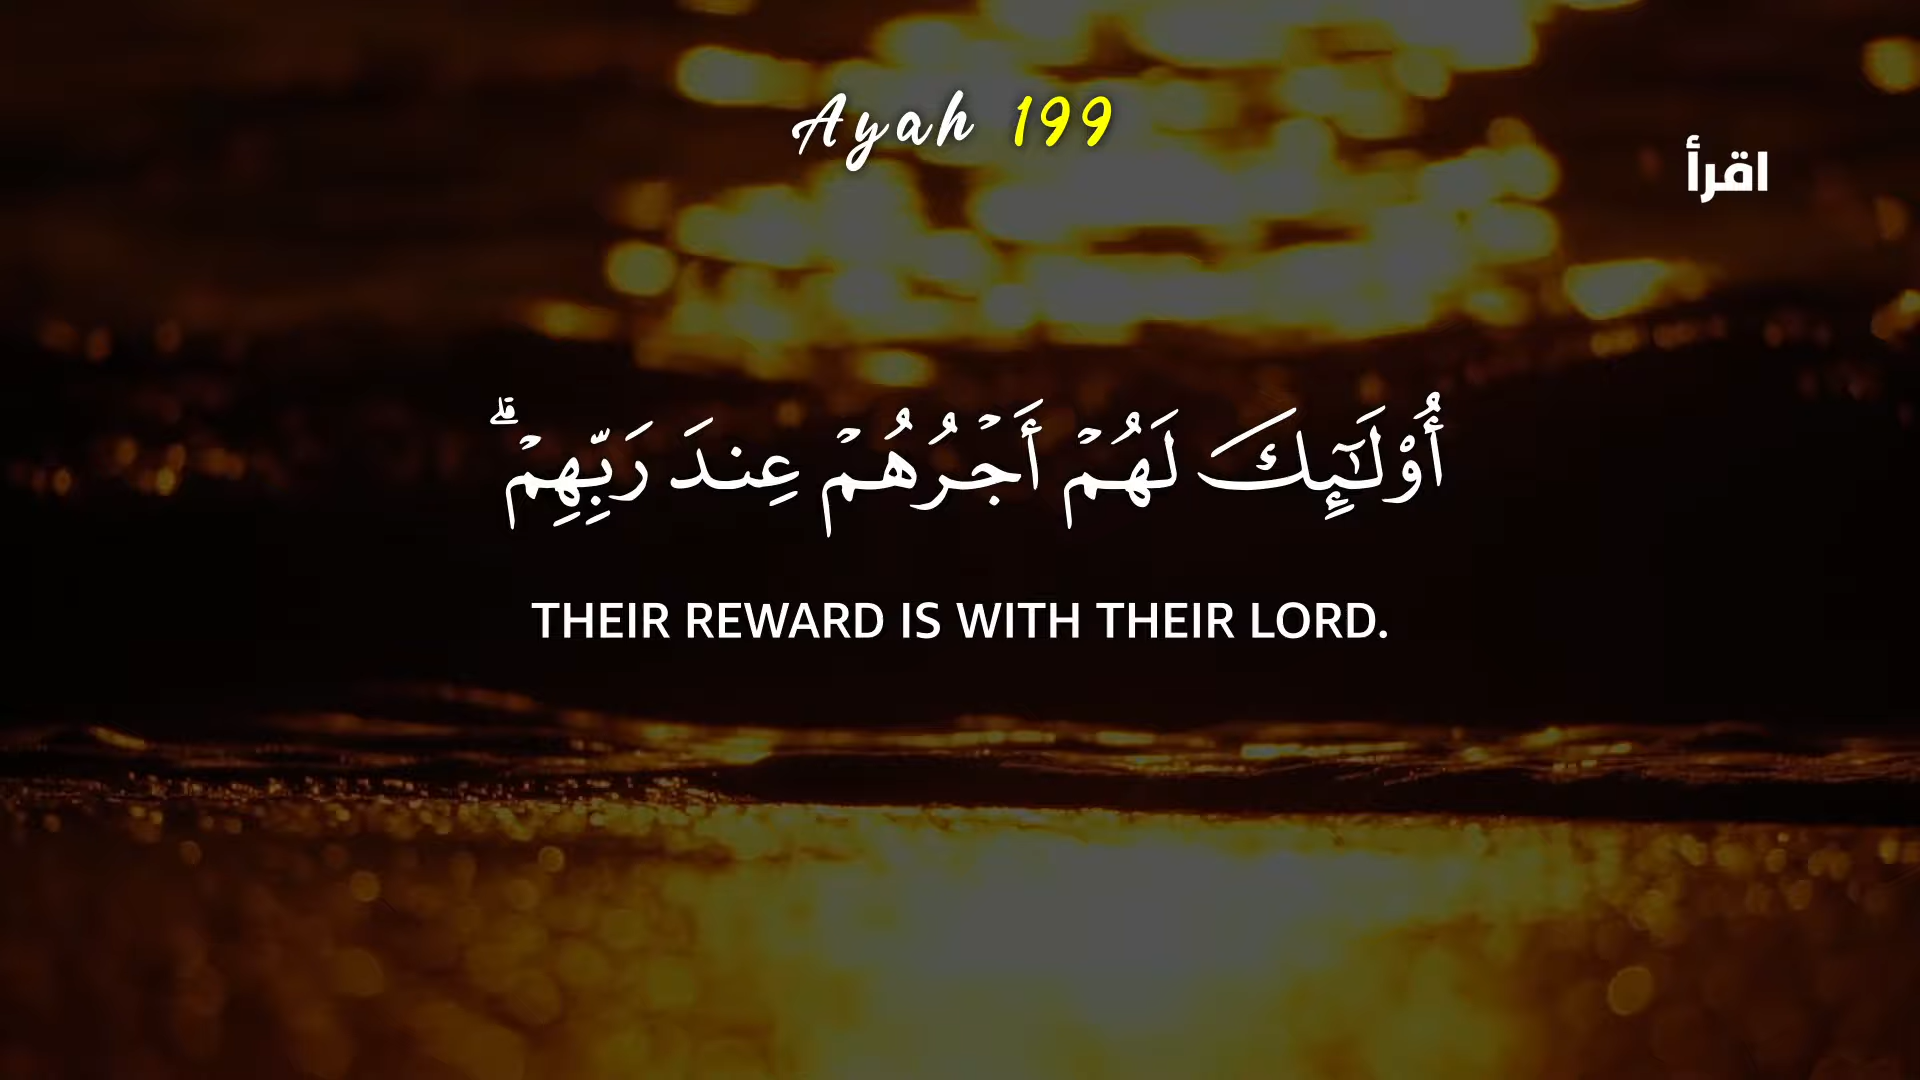 Ayah 199
اقرأ
أُوْلَـٰٓئِكَ لَهُمۡ أَجۡرُهُمۡ عِندَ رَبِّهِمۡۗ
THEIR REWARD IS WITH THEIR LORD.